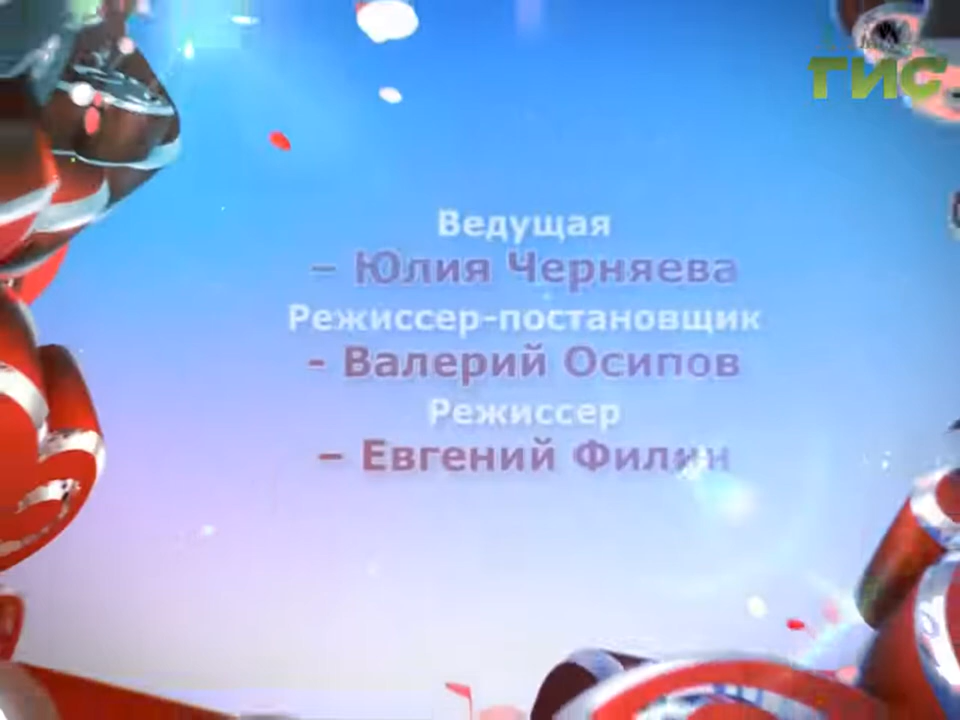 ГИС
Ведущая
– Юлия Черняева
Режиссер-постановщик
- Валерий Осипов
Режиссер
– Евгений Филин